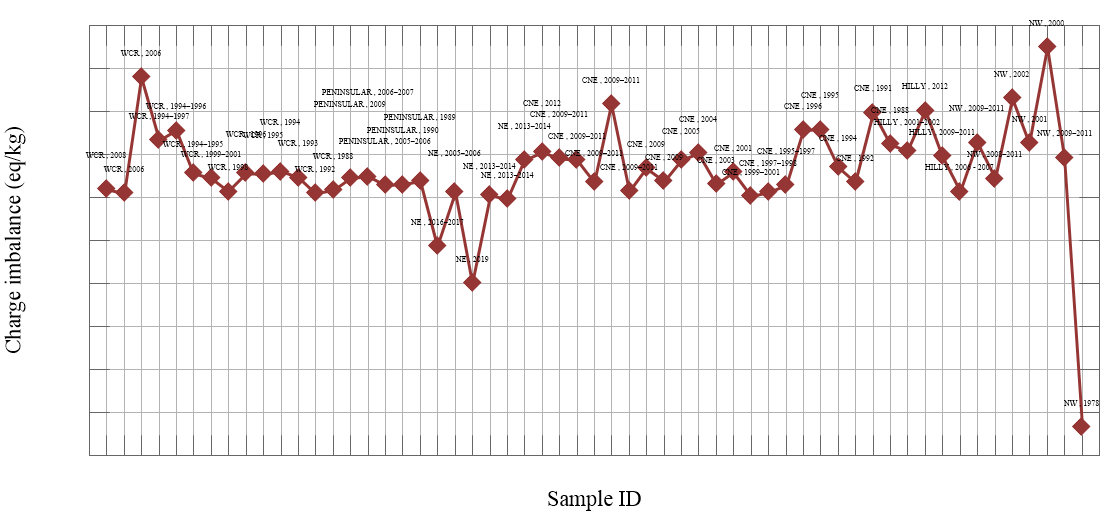 NW , 2000
WCR , 2006
NW , 2002
CNE , 2009–2011
HILLY , 2012
CNE , 1991
PENINSULAR , 2006–2007
CNE , 1995
PENINSULAR , 2009
CNE , 2012
WCR , 1994–1996
CNE , 1996
NW , 2009–2011
CNE , 1988
WCR , 1994–1997
CNE , 2009–2011
PENINSULAR , 1989
CNE , 2004
NW , 2001
WCR , 1994
HILLY , 2001–2002
NE , 2013–2014
PENINSULAR , 1990
CNE , 2005
HILLY , 2009–2011
NW , 2009–2011
WCR , 1995
CNE , 2009–2011
CNE , 1994
PENINSULAR , 2005–2006
WCR , 1993
WCR , 1994–1995
CNE , 2009
CNE , 2001
CNE , 1995–1997
WCR , 2008
WCR , 1999–2001
WCR , 1988
NE , 2005–2006
CNE , 2009–2011
NW , 2008–2011
CNE , 2009
CNE , 1992
CNE , 2003
CNE , 1997–1998
WCR , 2006
WCR , 1998
WCR , 1992
NE , 2013–2014
CNE , 2009–2011
HILLY , 2006 - 2007
CNE , 1999–2001
NE , 2013–2014
NE , 2016–2017
NE , 2019
NW , 1978
Charge imbalance (eq/kg)
Sample ID